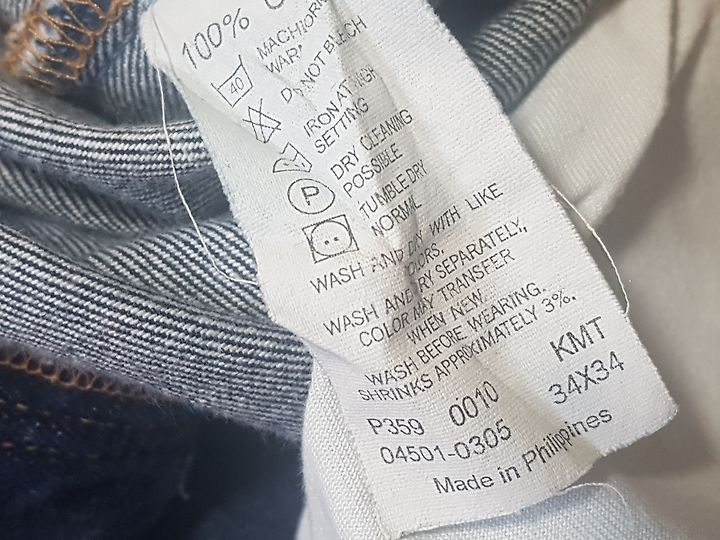 100%
40
WAR
DO NOT BLEACH
IRON AT HIGH
SETTING
P
DRY CLEANING
POSSIBLE
TUMBLE DRY
NORMAL
WASH AND DRY WITH LIKE
COLORS.
WASH AND DRY SEPARATELY,
COLOR MAY TRANSFER
WHEN NEW.
WASH BEFORE WEARING.
SHRINKS APPROXIMATELY 3%.
P359 0010 KMT
04501-0305 34X34
Made in Philippines